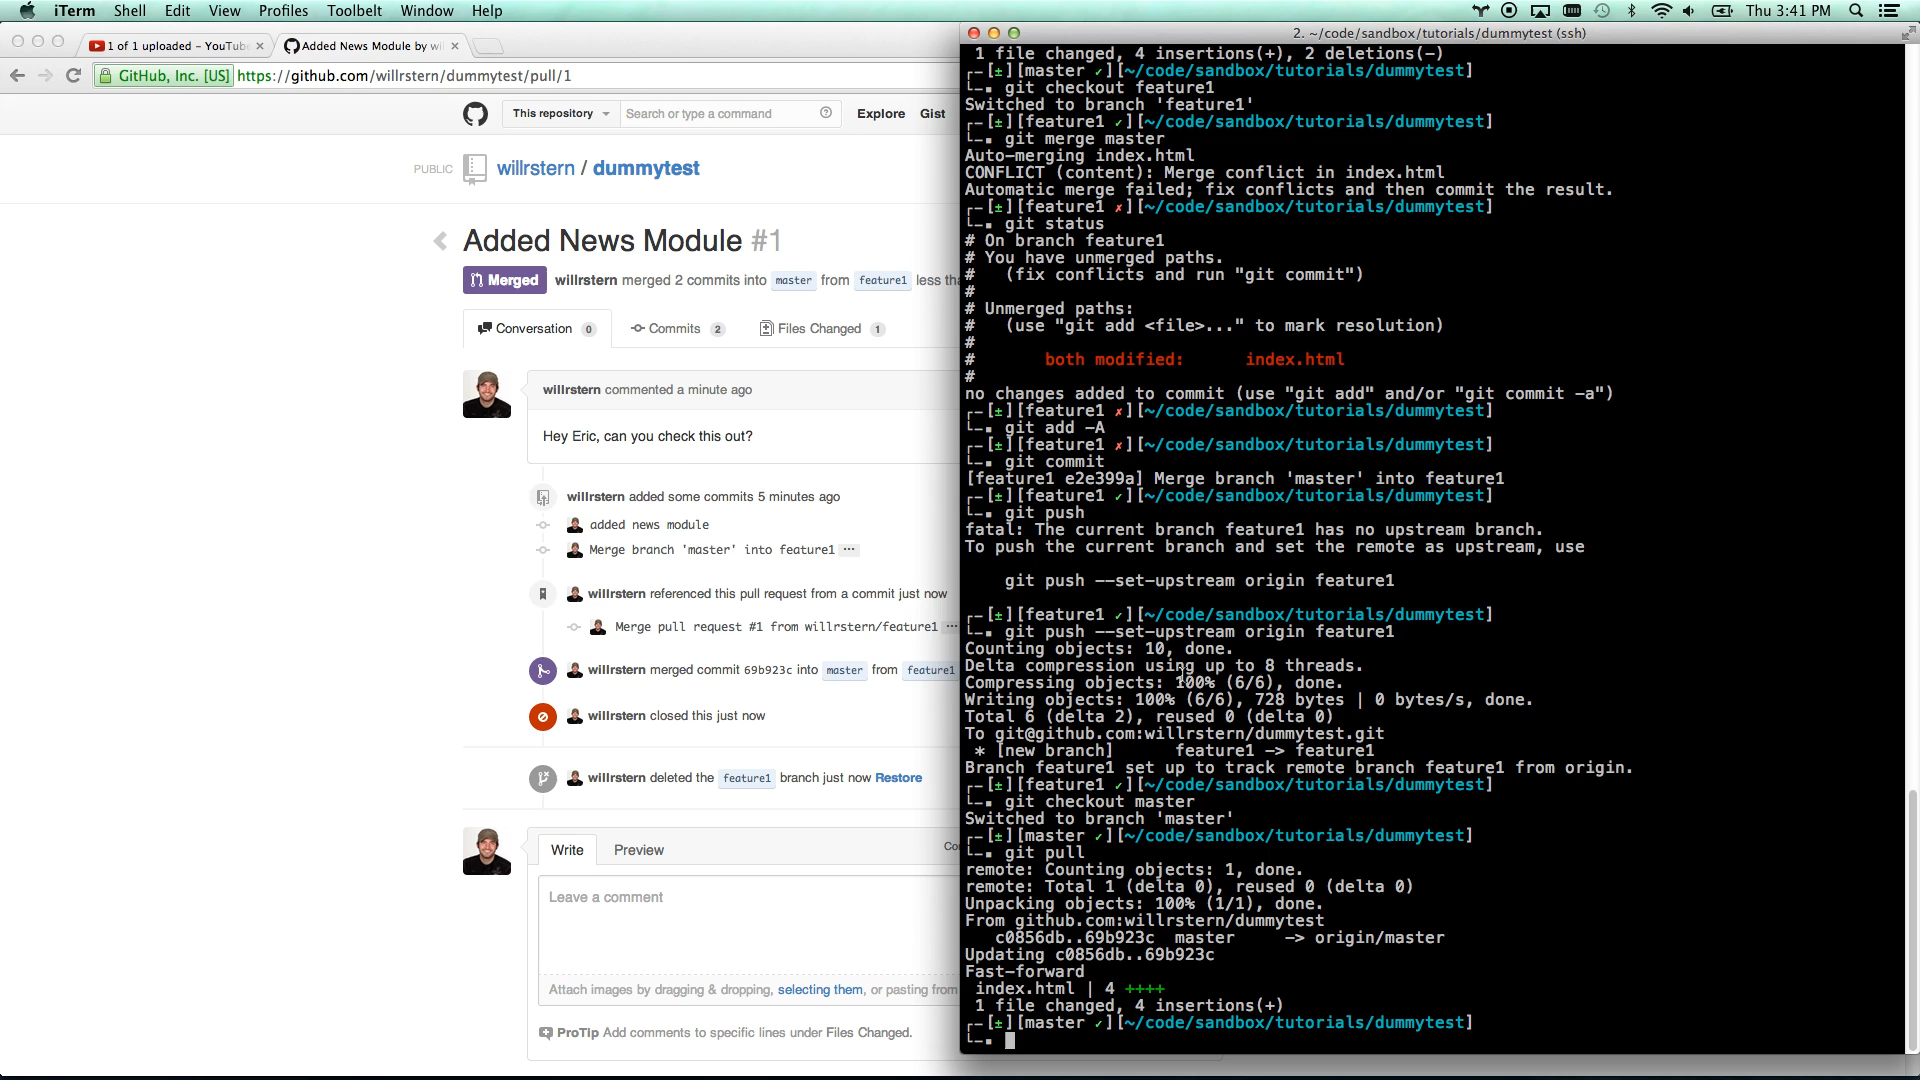 iTerm Shell Edit View Profiles Toolbelt Window Help
Thu 3:41 PM
1 of 1 uploaded - YouTub
Added News Module by wi
GitHub, Inc. [US] https://github.com/willrstern/dummytest/pull/1
This repository Search or type a command Explore Gist
PUBLIC willrstern / dummytest
Added News Module #1
Merged willrstern merged 2 commits into master from feature1 less tha
Conversation 0 Commits 2 Files Changed 1
willrstern commented a minute ago
Hey Eric, can you check this out?
willrstern added some commits 5 minutes ago
added news module
Merge branch 'master' into feature1 ...
willrstern referenced this pull request from a commit just now
Merge pull request #1 from willrstern/feature1 ...
willrstern merged commit 69b923c into master from feature1
willrstern closed this just now
willrstern deleted the feature1 branch just now Restore
Write Preview Co
Leave a comment
Attach images by dragging & dropping, selecting them, or pasting from
ProTip Add comments to specific lines under Files Changed.
2. ~/code/sandbox/tutorials/dummytest (ssh)
1 file changed, 4 insertions(+), 2 deletions(-)
┌─[±][master ✓][~/code/sandbox/tutorials/dummytest]
└─▪ git checkout feature1
Switched to branch 'feature1'
┌─[±][feature1 ✓][~/code/sandbox/tutorials/dummytest]
└─▪ git merge master
Auto-merging index.html
CONFLICT (content): Merge conflict in index.html
Automatic merge failed; fix conflicts and then commit the result.
┌─[±][feature1 ✗][~/code/sandbox/tutorials/dummytest]
└─▪ git status
# On branch feature1
# You have unmerged paths.
#   (fix conflicts and run "git commit")
#
# Unmerged paths:
#   (use "git add <file>..." to mark resolution)
#
#       both modified:      index.html
#
no changes added to commit (use "git add" and/or "git commit -a")
┌─[±][feature1 ✗][~/code/sandbox/tutorials/dummytest]
└─▪ git add -A
┌─[±][feature1 ✗][~/code/sandbox/tutorials/dummytest]
└─▪ git commit
[feature1 e2e399a] Merge branch 'master' into feature1
┌─[±][feature1 ✓][~/code/sandbox/tutorials/dummytest]
└─▪ git push
fatal: The current branch feature1 has no upstream branch.
To push the current branch and set the remote as upstream, use
git push --set-upstream origin feature1
┌─[±][feature1 ✓][~/code/sandbox/tutorials/dummytest]
└─▪ git push --set-upstream origin feature1
Counting objects: 10, done.
Delta compression using up to 8 threads.
Compressing objects: 100% (6/6), done.
Writing objects: 100% (6/6), 728 bytes | 0 bytes/s, done.
Total 6 (delta 2), reused 0 (delta 0)
To git@github.com:willrstern/dummytest.git
* [new branch]      feature1 -> feature1
Branch feature1 set up to track remote branch feature1 from origin.
┌─[±][feature1 ✓][~/code/sandbox/tutorials/dummytest]
└─▪ git checkout master
Switched to branch 'master'
┌─[±][master ✓][~/code/sandbox/tutorials/dummytest]
└─▪ git pull
remote: Counting objects: 1, done.
remote: Total 1 (delta 0), reused 0 (delta 0)
Unpacking objects: 100% (1/1), done.
From github.com:willrstern/dummytest
c0856db..69b923c  master     -> origin/master
Updating c0856db..69b923c
Fast-forward
index.html | 4 ++++
1 file changed, 4 insertions(+)
┌─[±][master ✓][~/code/sandbox/tutorials/dummytest]
└─▪